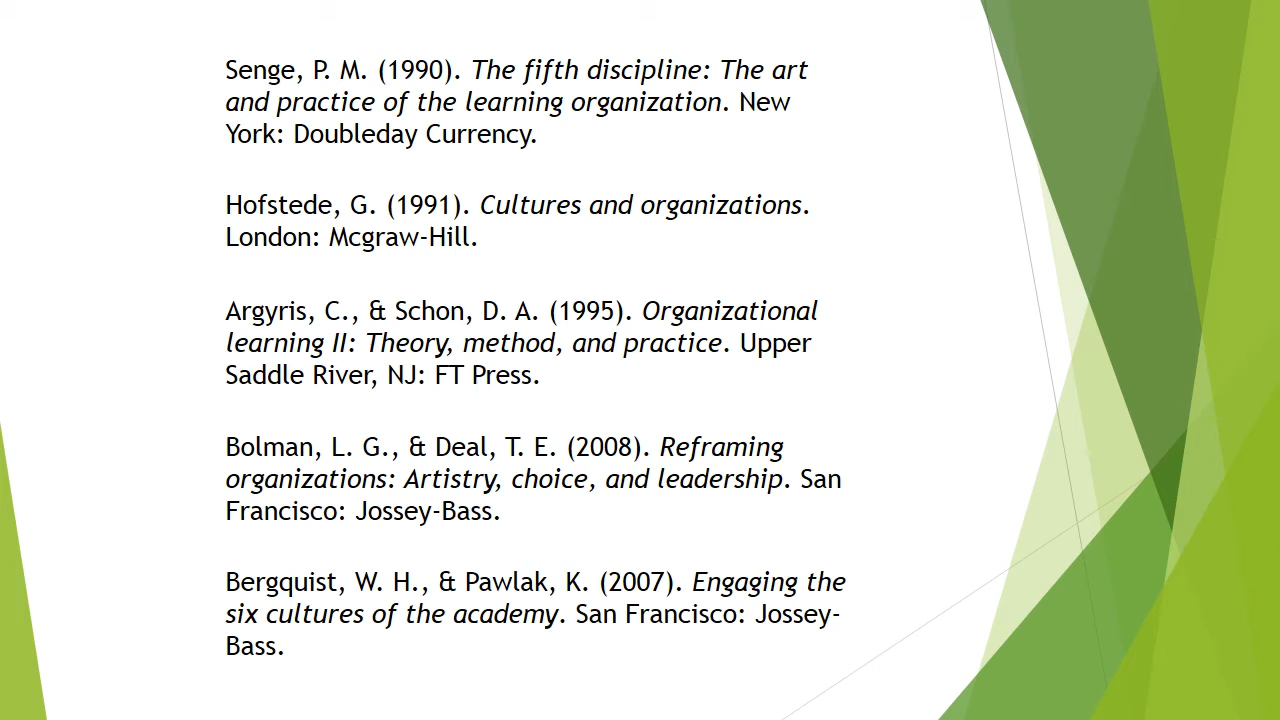 Senge, P. M. (1990). The fifth discipline: The art
and practice of the learning organization. New
York: Doubleday Currency.
Hofstede, G. (1991). Cultures and organizations.
London: Mcgraw-Hill.
Argyris, C., & Schon, D. A. (1995). Organizational
learning II: Theory, method, and practice. Upper
Saddle River, NJ: FT Press.
Bolman, L. G., & Deal, T. E. (2008). Reframing
organizations: Artistry, choice, and leadership. San
Francisco: Jossey-Bass.
Bergquist, W. H., & Pawlak, K. (2007). Engaging the
six cultures of the academy. San Francisco: Jossey-
Bass.